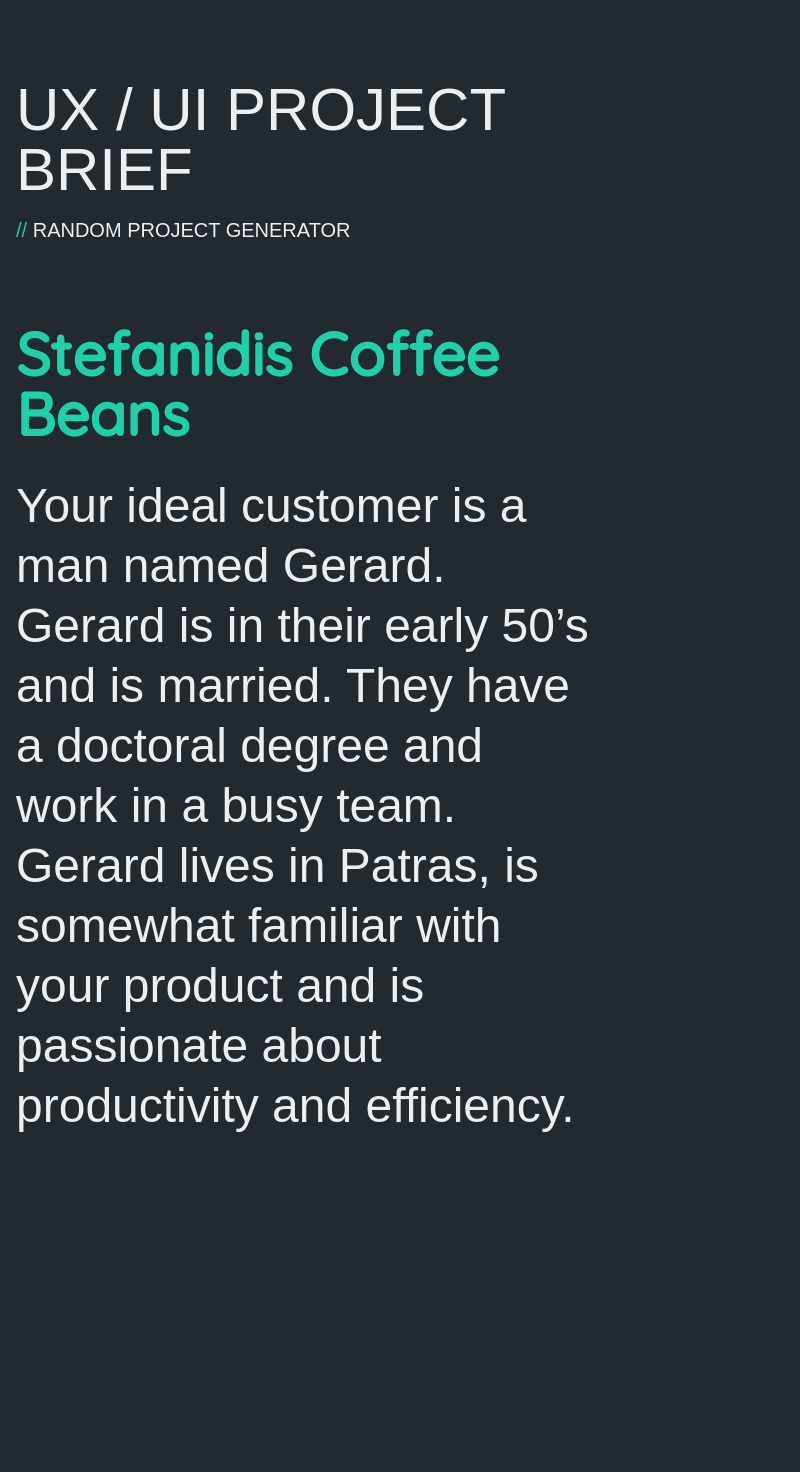 UX / UI PROJECT
BRIEF
// RANDOM PROJECT GENERATOR
Stefanidis Coffee
Beans
Your ideal customer is a
man named Gerard.
Gerard is in their early 50’s
and is married. They have
a doctoral degree and
work in a busy team.
Gerard lives in Patras, is
somewhat familiar with
your product and is
passionate about
productivity and efficiency.